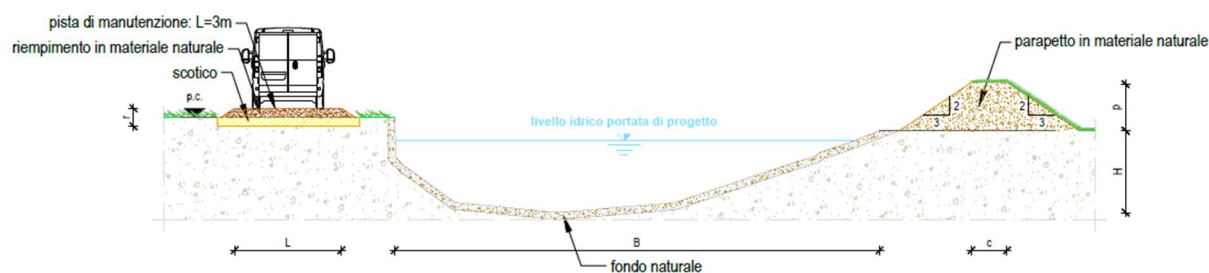 pista di manutenzione: L=3m
riempimento in materiale naturale
scotico
p.c.
r
livello idrico portata di progetto
parapetto in materiale naturale
2
3
2
3
p
H
L
B
c
fondo naturale